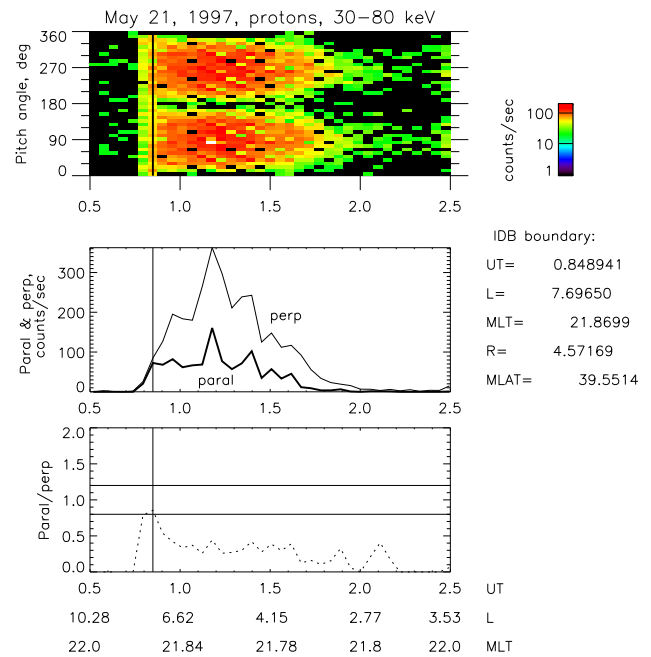 May 21, 1997, protons, 30−80 keV
Pitch angle, deg
360
270
180
90
0
0.5 1.0 1.5 2.0 2.5
counts/sec
100
10
1
Paral & perp,
counts/sec
300
200
100
0
perp
paral
0.5 1.0 1.5 2.0 2.5
IDB boundary:
UT= 0.848941
L= 7.69650
MLT= 21.8699
R= 4.57169
MLAT= 39.5514
Paral/perp
2.0
1.5
1.0
0.5
0.0
0.5 1.0 1.5 2.0 2.5 UT
10.28 6.62 4.15 2.77 3.53 L
22.0 21.84 21.78 21.8 22.0 MLT